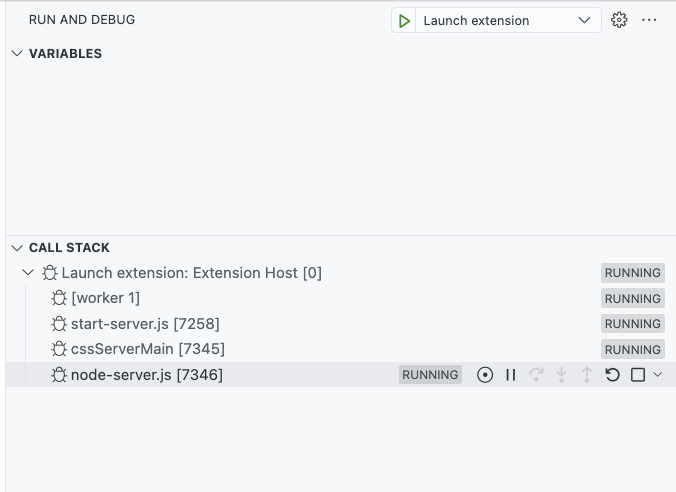 RUN AND DEBUG
Launch extension
VARIABLES
CALL STACK
Launch extension: Extension Host [0] RUNNING
[worker 1] RUNNING
start-server.js [7258] RUNNING
cssServerMain [7345] RUNNING
node-server.js [7346] RUNNING